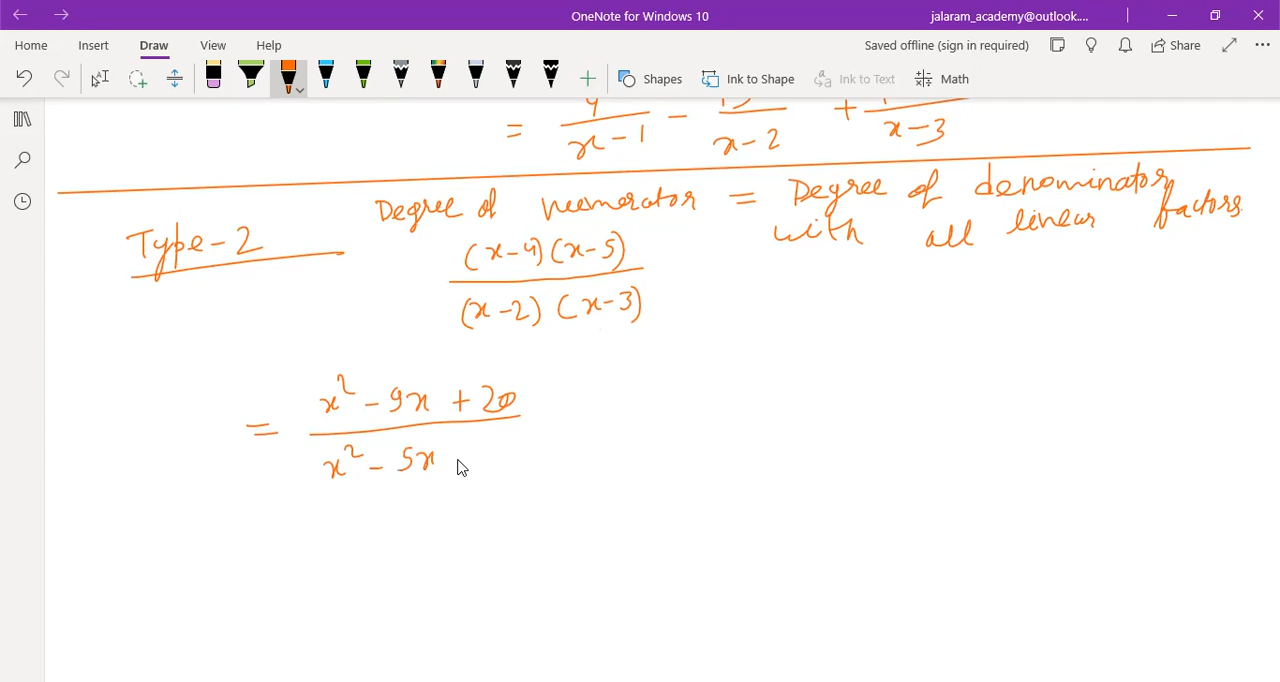 OneNote for Windows 10
jalaram_academy@outlook....
Home Insert Draw View Help
Saved offline (sign in required)
Share
Shapes
Ink to Shape
Ink to Text
Math
= / x-1 - / x-2 + / x-3
Type-2
Degree of numerator = Degree of denominator
with all linear factors
(x-4)(x-5)
(x-2)(x-3)
= x² - 9x + 20
x² - 5x